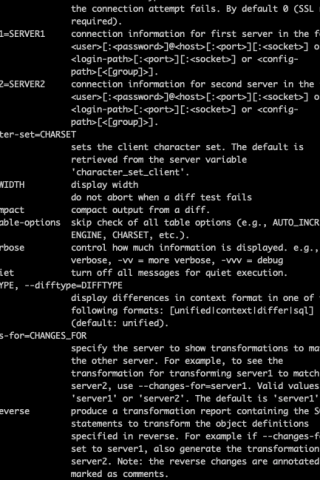 the connection attempt fails. By default 0 (SSL
required).
1=SERVER1 connection information for first server in the f
<user>[:<password>]@<host>[:<port>][:<socket>] o
<login-path>[:<port>][:<socket>] or <config-
path>[<[group]>].
2=SERVER2 connection information for second server in the
<user>[:<password>]@<host>[:<port>][:<socket>] o
<login-path>[:<port>][:<socket>] or <config-
path>[<[group]>].
ter-set=CHARSET
sets the client character set. The default is
retrieved from the server variable
'character_set_client'.
WIDTH display width
do not abort when a diff test fails
mpact compact output from a diff.
able-options skip check of all table options (e.g., AUTO_INCR
ENGINE, CHARSET, etc.).
rbose control how much information is displayed. e.g.,
verbose, -vv = more verbose, -vvv = debug
iet turn off all messages for quiet execution.
YPE, --difftype=DIFFTYPE
display differences in context format in one of
following formats: [unified|context|differ|sql]
(default: unified).
s-for=CHANGES_FOR
specify the server to show transformations to ma
the other server. For example, to see the
transformation for transforming server1 to match
server2, use --changes-for=server1. Valid values
'server1' or 'server2'. The default is 'server1'
everse produce a transformation report containing the S
statements to transform the object definitions
specified in reverse. For example if --changes-f
set to server1, also generate the transformation
server2. Note: the reverse changes are annotated
marked as comments.